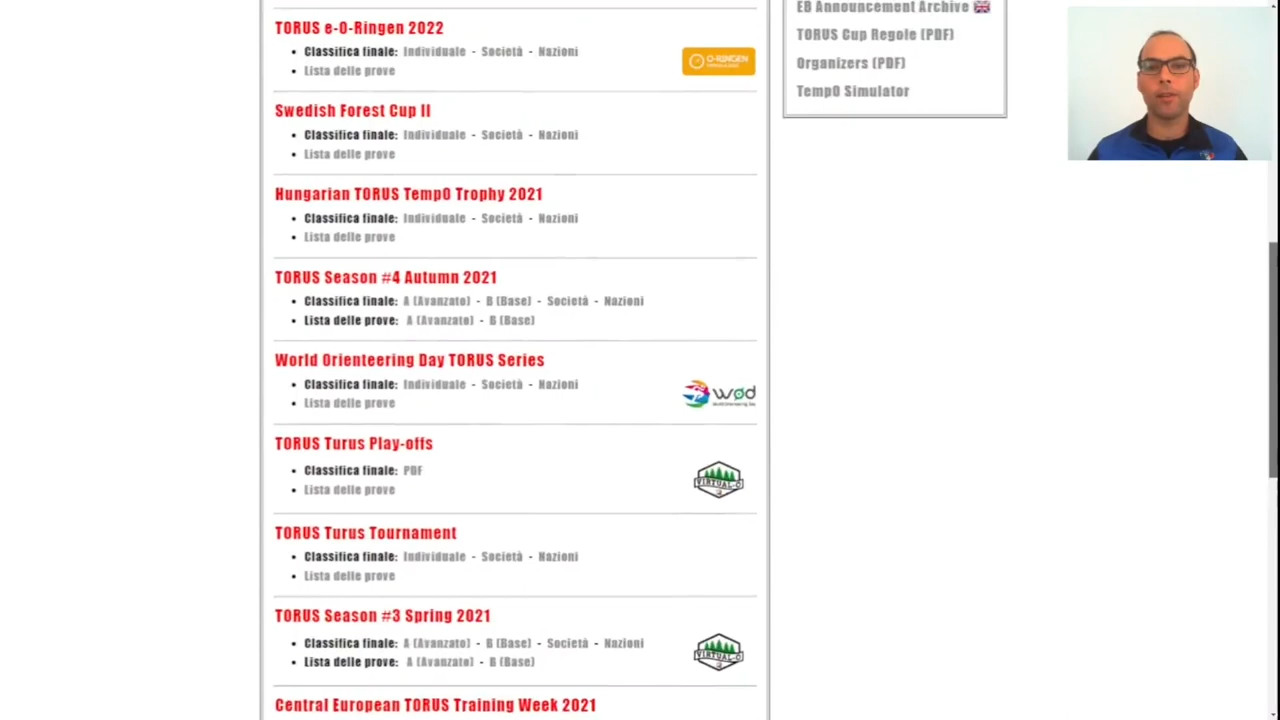 TORUS e-O-Ringen 2022
• Classifica finale: Individuale - Società - Nazioni
• Lista delle prove
O-RINGEN
Swedish Forest Cup II
• Classifica finale: Individuale - Società - Nazioni
• Lista delle prove
Hungarian TORUS TempO Trophy 2021
• Classifica finale: Individuale - Società - Nazioni
• Lista delle prove
TORUS Season #4 Autumn 2021
• Classifica finale: A (Avanzato) - B (Base) - Società - Nazioni
• Lista delle prove: A (Avanzato) - B (Base)
World Orienteering Day TORUS Series
• Classifica finale: Individuale - Società - Nazioni
• Lista delle prove
wød
TORUS Turus Play-offs
• Classifica finale: PDF
• Lista delle prove
VIRTUAL-O
TORUS Turus Tournament
• Classifica finale: Individuale - Società - Nazioni
• Lista delle prove
TORUS Season #3 Spring 2021
• Classifica finale: A (Avanzato) - B (Base) - Società - Nazioni
• Lista delle prove: A (Avanzato) - B (Base)
VIRTUAL-O
Central European TORUS Training Week 2021
EB Announcement Archive
TORUS Cup Regole (PDF)
Organizers (PDF)
TempO Simulator